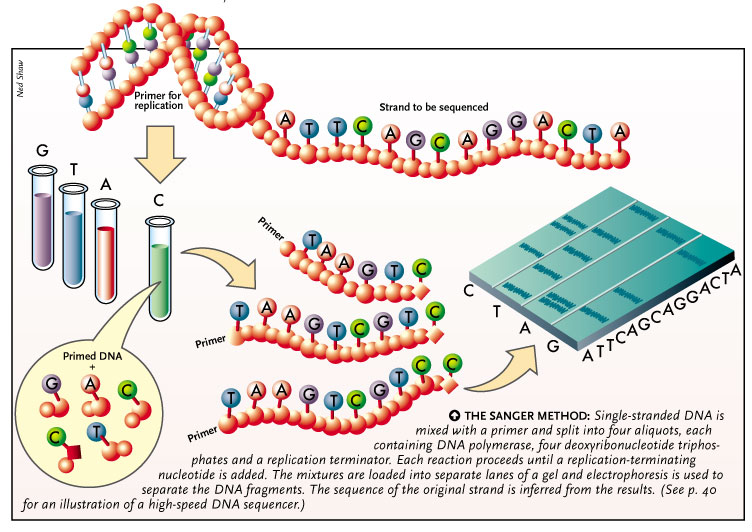 Ned Shaw
Primer for
replication
Strand to be sequenced
A T T C A G C A G G A C T A
G
T
A
C
Primer
T A A G T C
T A A G T C G T C
Primer
T A A G T C G T C C
Primer
Primed DNA
+
G A C
C T
C
T
A
G
ATTCAGCAGGACTA
THE SANGER METHOD: Single-stranded DNA is
mixed with a primer and split into four aliquots, each
containing DNA polymerase, four deoxyribonucleotide triphos-
phates and a replication terminator. Each reaction proceeds until a replication-terminating
nucleotide is added. The mixtures are loaded into separate lanes of a gel and electrophoresis is used to
separate the DNA fragments. The sequence of the original strand is inferred from the results. (See p. 40
for an illustration of a high-speed DNA sequencer.)